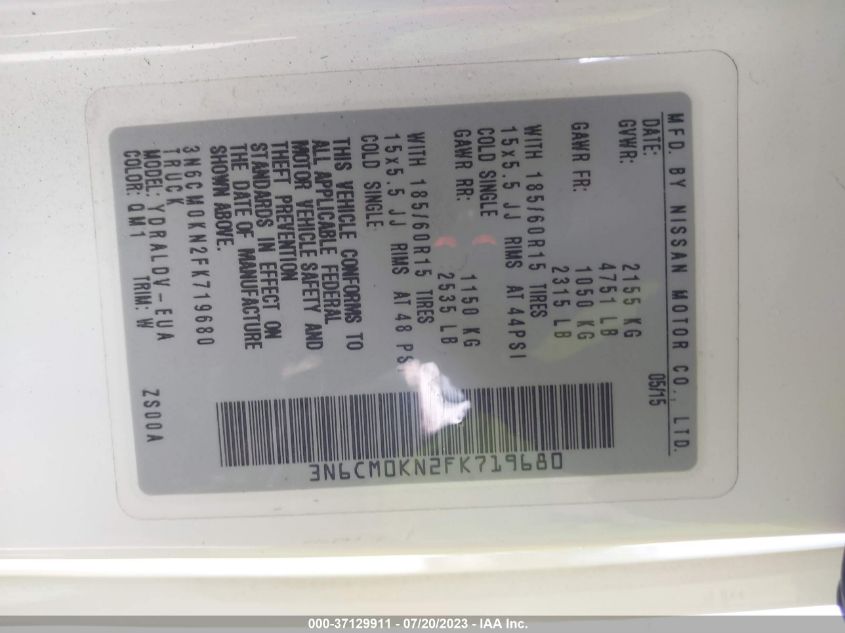 MFD. BY NISSAN MOTOR CO., LTD.
DATE: 05/15
GVWR: 2155 KG
4751 LB
GAWR FR: 1050 KG
2315 LB
WITH 185/60R15 TIRES
15x5.5 JJ RIMS AT 44PSI
COLD SINGLE
GAWR RR: 1150 KG
2535 LB
WITH 185/60R15 TIRES
15x5.5 JJ RIMS AT 48 PSI
COLD SINGLE
THIS VEHICLE CONFORMS TO
ALL APPLICABLE FEDERAL
MOTOR VEHICLE SAFETY AND
THEFT PREVENTION
STANDARDS IN EFFECT ON
THE DATE OF MANUFACTURE
SHOWN ABOVE.
3N6CM0KN2FK719680
TRUCK
MODEL: YDRALDV-EUA
COLOR: QM1 TRIM: W ZS00A
3N6CM0KN2FK719680
000-37129911 - 07/20/2023 - IAA Inc.